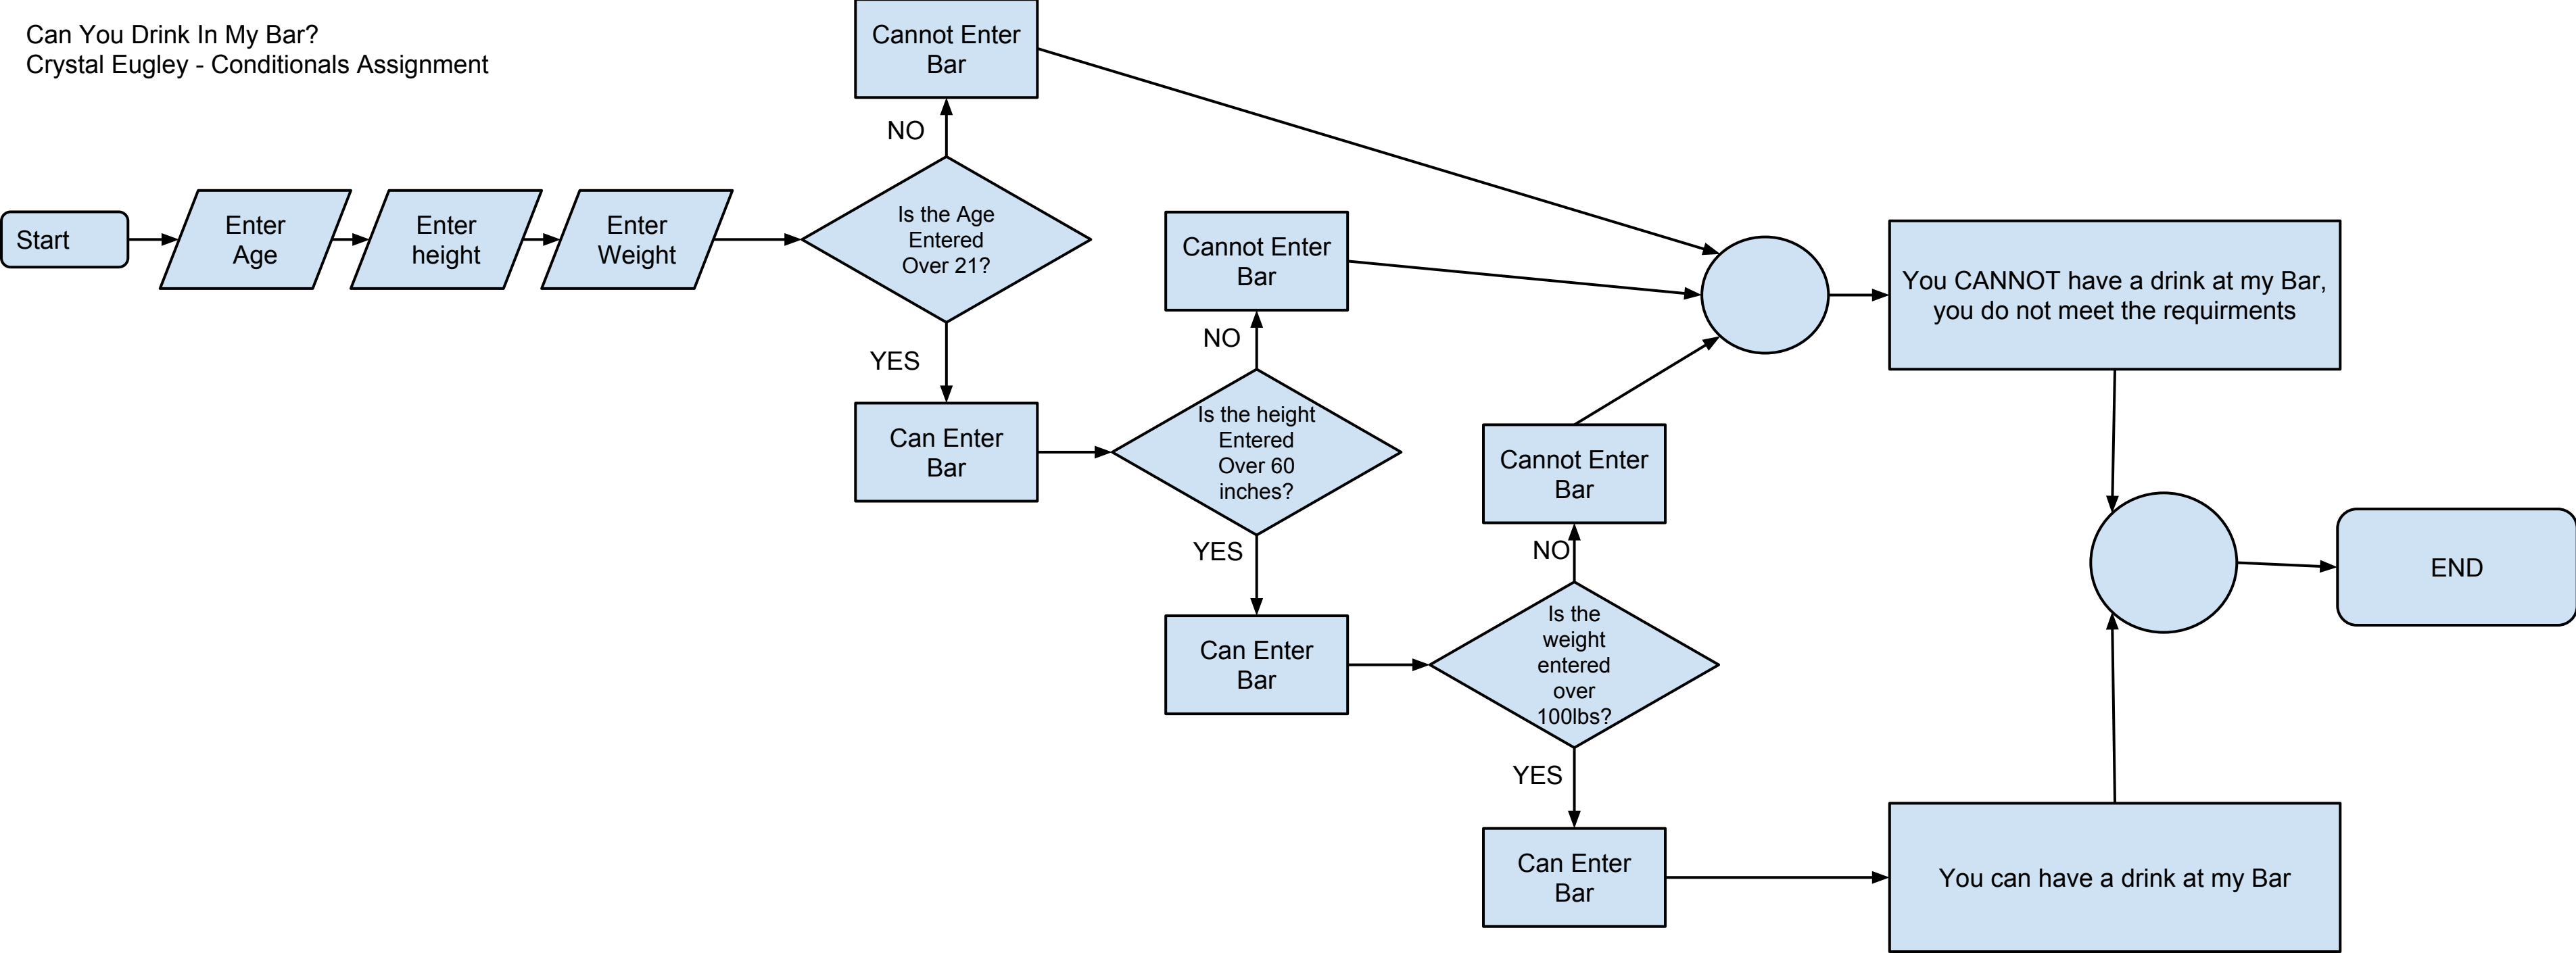 Can You Drink In My Bar?
Crystal Eugley - Conditionals Assignment
Cannot Enter
Bar
NO
Start
Enter
Age
Enter
height
Enter
Weight
Is the Age
Entered
Over 21?
YES
Can Enter
Bar
Cannot Enter
Bar
NO
Is the height
Entered
Over 60
inches?
YES
Can Enter
Bar
Cannot Enter
Bar
NO
Is the
weight
entered
over
100lbs?
YES
Can Enter
Bar
You CANNOT have a drink at my Bar,
you do not meet the requirments
You can have a drink at my Bar
END